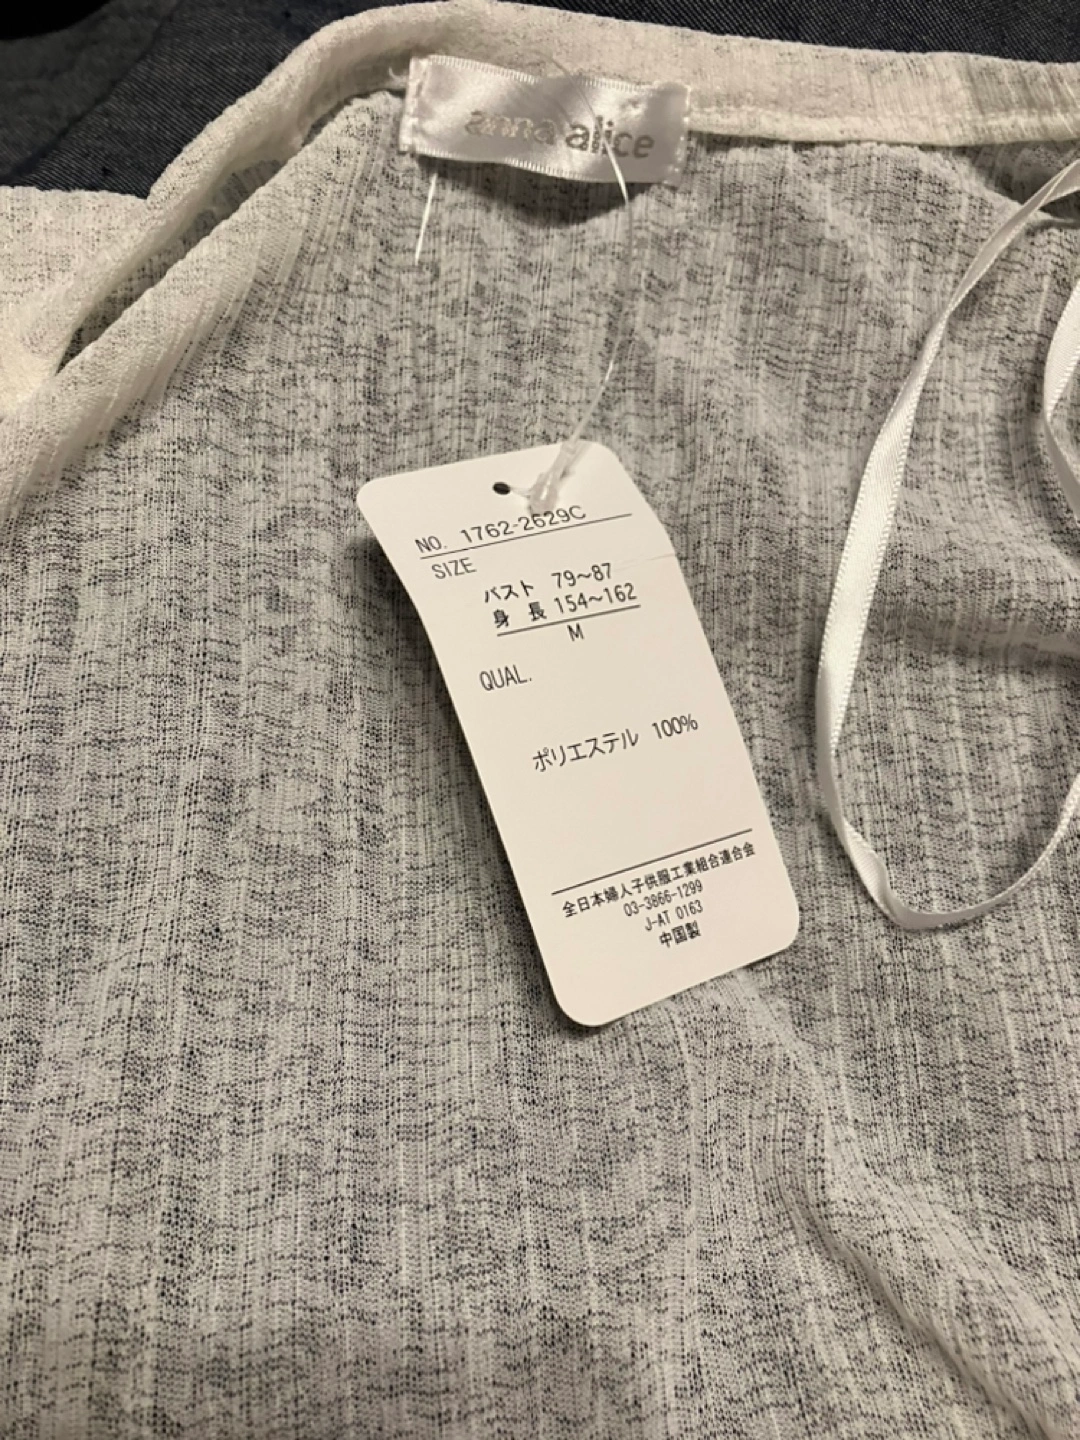 anna alice
NO. 1762-2629C
SIZE
バスト 79～87
身 長 154～162
M
QUAL.
ポリエステル 100%
全日本婦人子供服工業組合連合会
03-3866-1299
J-AT 0163
中国製